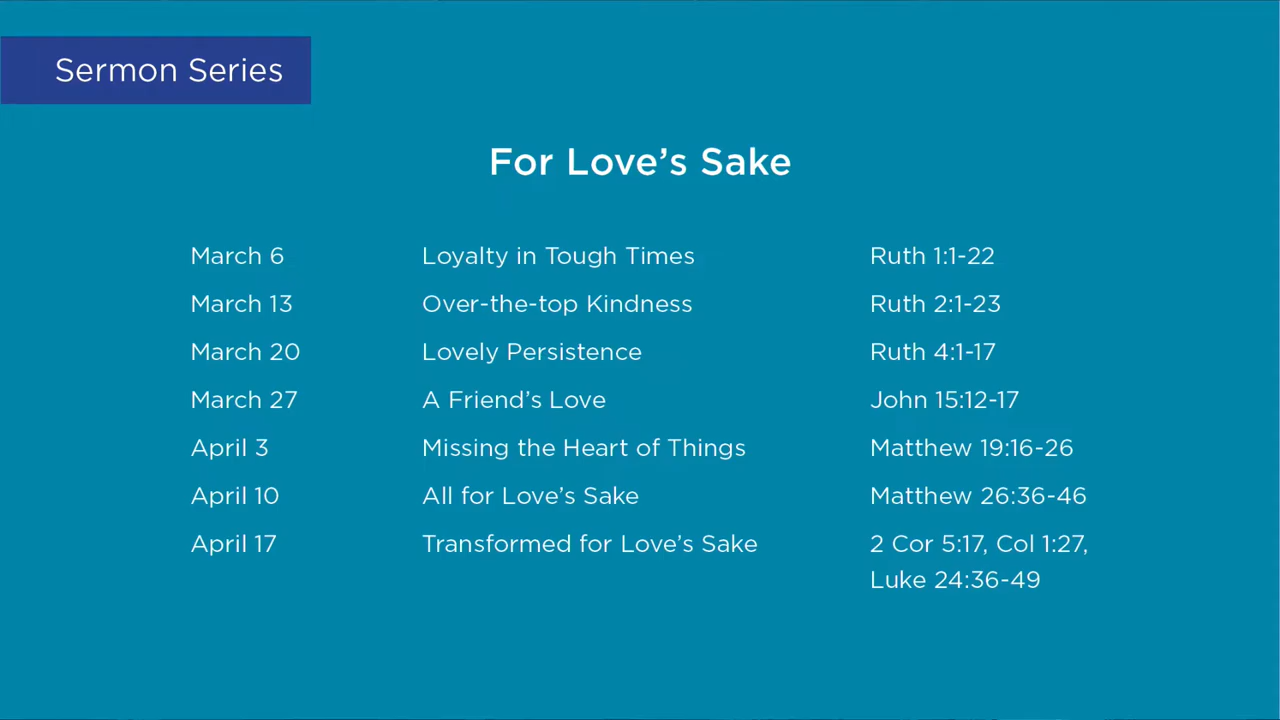 Sermon Series
For Love’s Sake
March 6 Loyalty in Tough Times Ruth 1:1-22
March 13 Over-the-top Kindness Ruth 2:1-23
March 20 Lovely Persistence Ruth 4:1-17
March 27 A Friend’s Love John 15:12-17
April 3 Missing the Heart of Things Matthew 19:16-26
April 10 All for Love’s Sake Matthew 26:36-46
April 17 Transformed for Love’s Sake 2 Cor 5:17, Col 1:27,
Luke 24:36-49